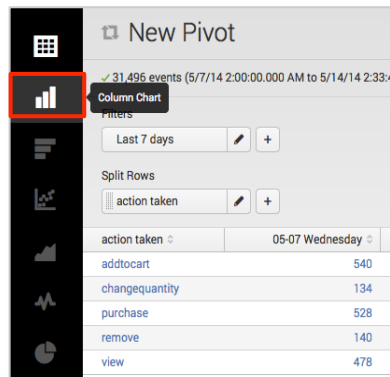 New Pivot
✓ 31,496 events (5/7/14 2:00:00.000 AM to 5/14/14 2:33:4
Column Chart
Filters
Last 7 days
+
Split Rows
action taken
+
action taken 05-07 Wednesday
addtocart 540
changequantity 134
purchase 528
remove 140
view 478